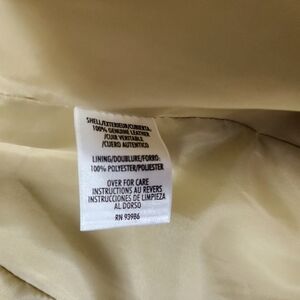 SHELL/EXTERIEUR/CUBIERTA:
100% GENUINE LEATHER
/CUIR VERITABLE
/CUERO AUTENTICO
LINING/DOUBLURE/FORRO:
100% POLYESTER/POLIESTER
OVER FOR CARE
INSTRUCTIONS AU REVERS
INSTRUCCIONES DE LIMPIEZA
AL DORSO
RN 93986